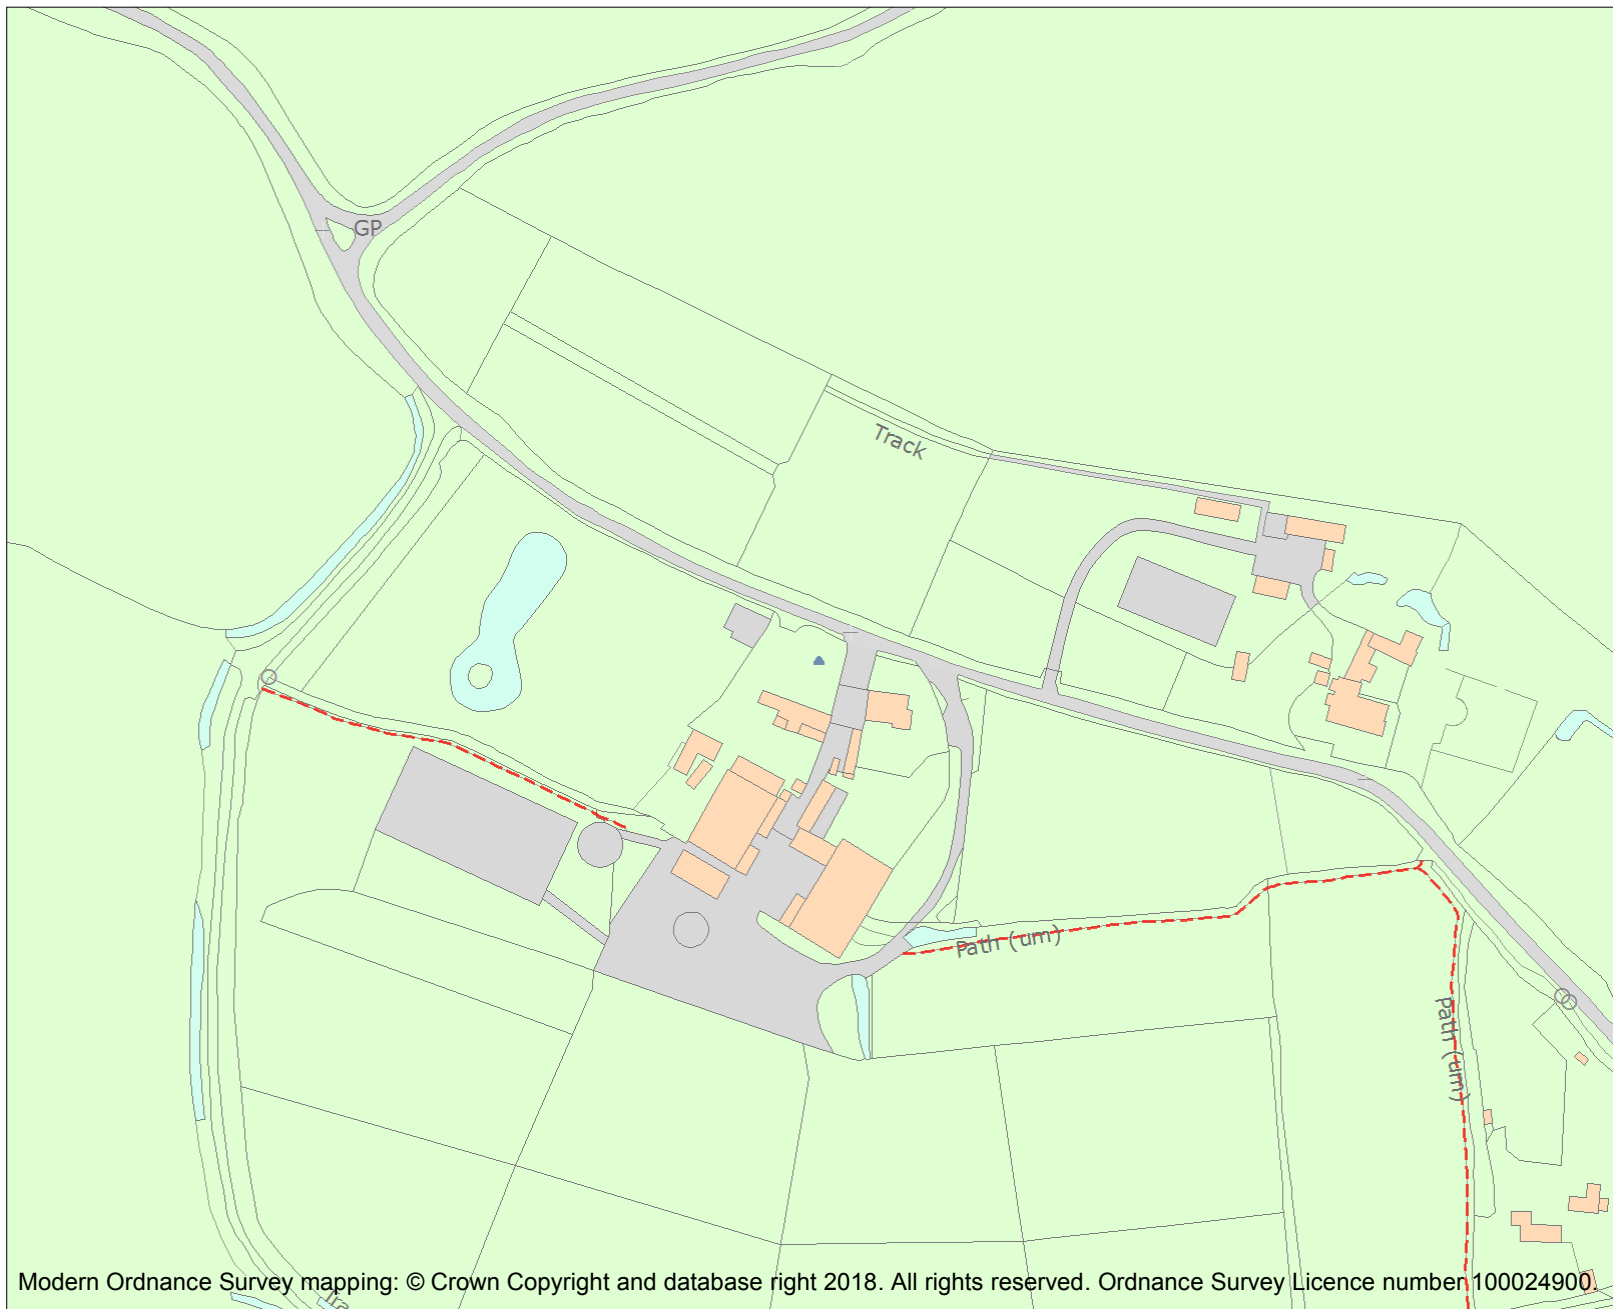 GP
Track
Path (um)
Path (um)
Modern Ordnance Survey mapping: © Crown Copyright and database right 2018. All rights reserved. Ordnance Survey Licence number 100024900.